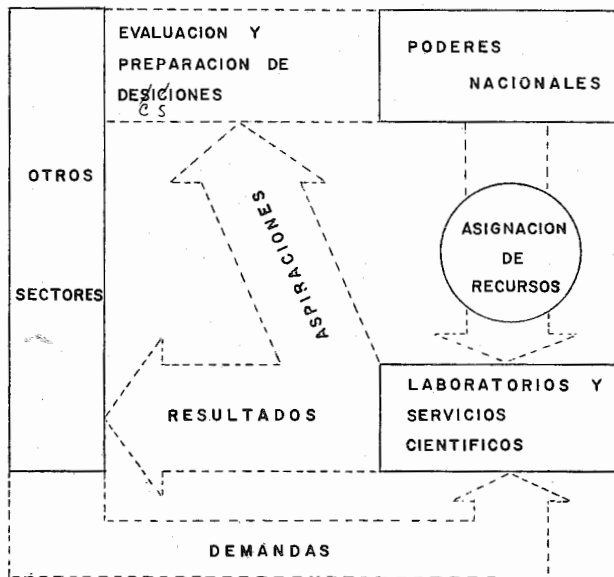 EVALUACION Y
PREPARACION DE
DESICIONES
C S
PODERES
NACIONALES
OTROS
SECTORES
ASPIRACIONES
ASIGNACION
DE
RECURSOS
RESULTADOS
LABORATORIOS Y
SERVICIOS
CIENTIFICOS
DEMANDAS